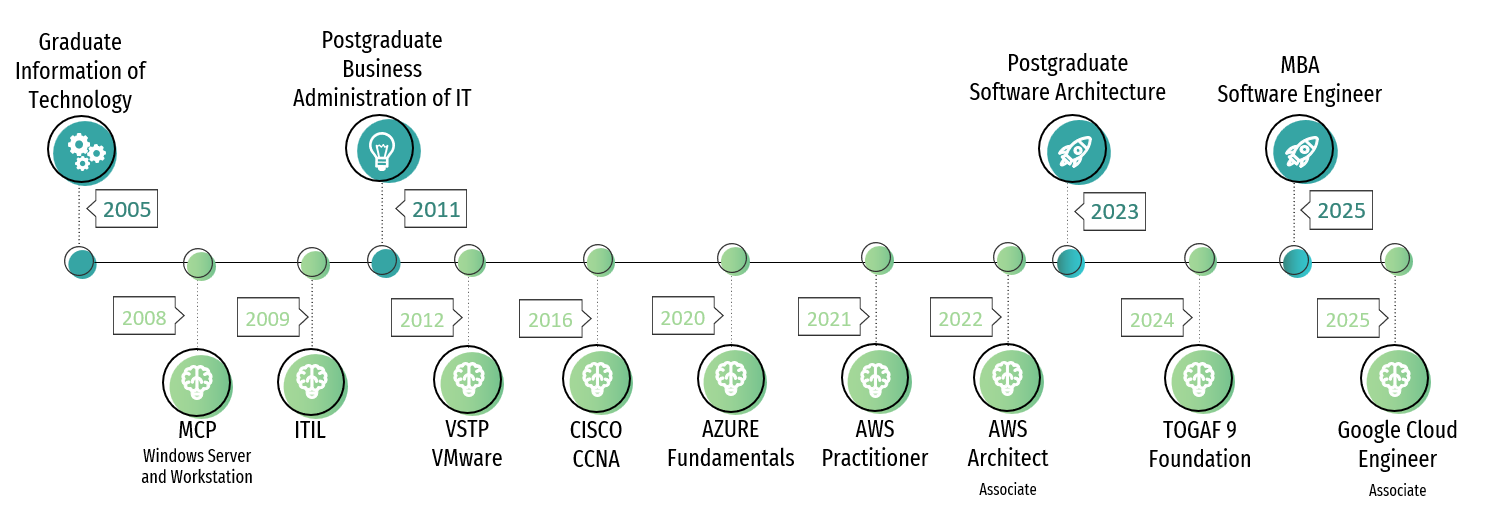 Graduate
Information of
Technology
Postgraduate
Business
Administration of IT
Postgraduate
Software Architecture
MBA
Software Engineer
2005
2011
2023
2025
2008
2009
2012
2016
2020
2021
2022
2024
2025
MCP
Windows Server
and Workstation
ITIL
VSTP
VMware
CISCO
CCNA
AZURE
Fundamentals
AWS
Practitioner
AWS
Architect
Associate
TOGAF 9
Foundation
Google Cloud
Engineer
Associate